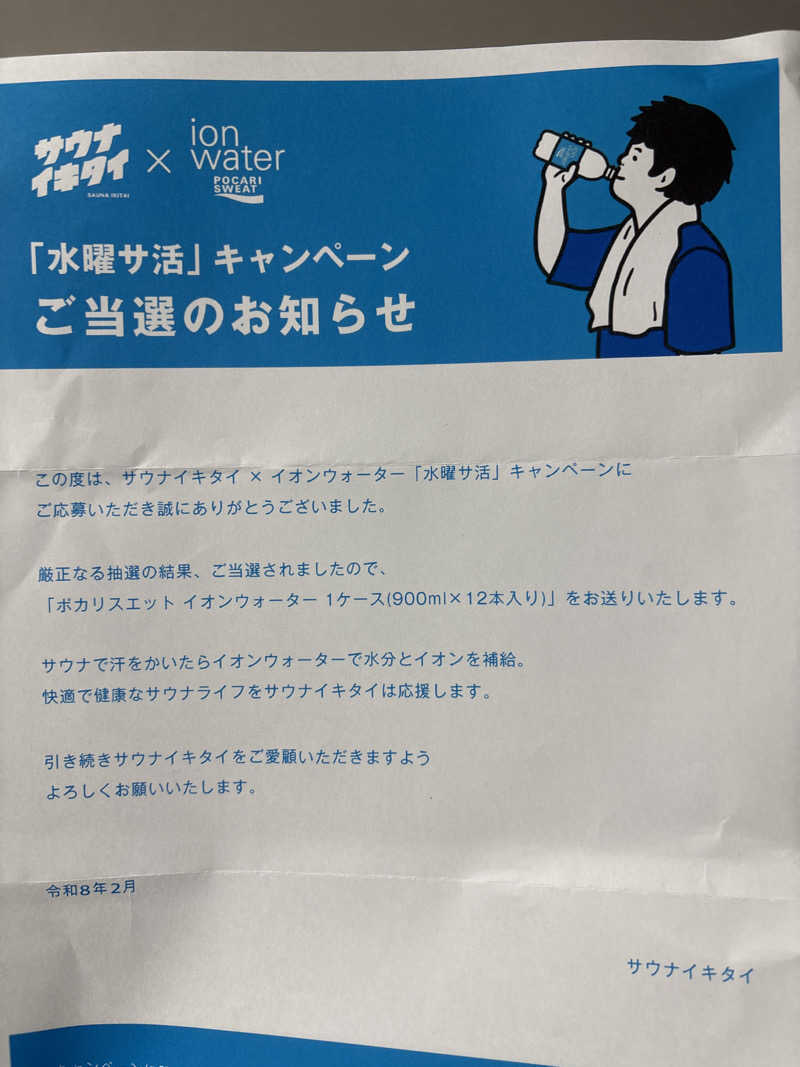 サウナ
イキタイ
SAUNA IKITAI
×
ion
water
POCARI
SWEAT
「水曜サ活」キャンペーン
ご当選のお知らせ
この度は、サウナイキタイ × イオンウォーター「水曜サ活」キャンペーンに
ご応募いただき誠にありがとうございました。
厳正なる抽選の結果、ご当選されましたので、
「ポカリスエット イオンウォーター 1ケース(900ml×12本入り)」をお送りいたします。
サウナで汗をかいたらイオンウォーターで水分とイオンを補給。
快適で健康なサウナライフをサウナイキタイは応援します。
引き続きサウナイキタイをご愛顧いただきますよう
よろしくお願いいたします。
令和8年2月
サウナイキタイ